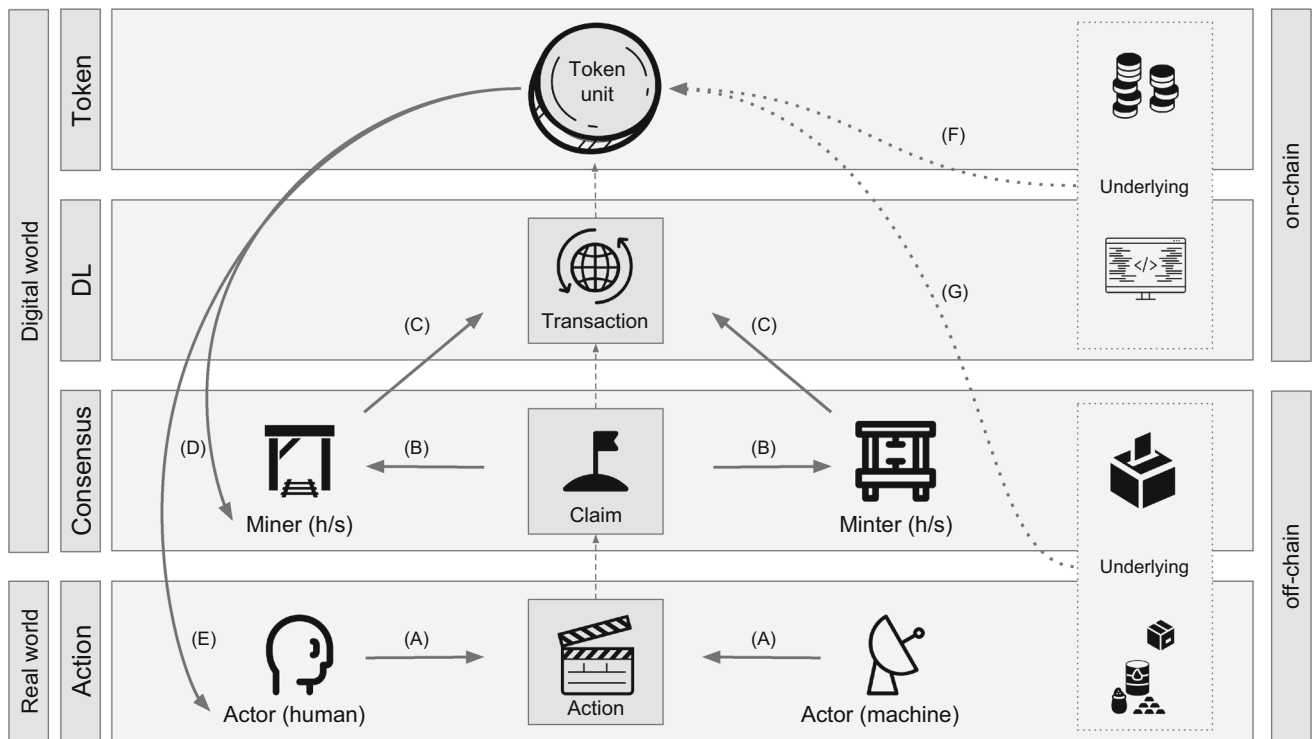 Digital world
Token
Token
unit
(F)
Underlying
on-chain
DL
Transaction
(C)
(C)
(G)
</>
Consensus
(D)
(B)
(B)
Miner (h/s)
Claim
Minter (h/s)
Underlying
off-chain
Real world
Action
(E)
(A)
(A)
Actor (human)
Action
Actor (machine)